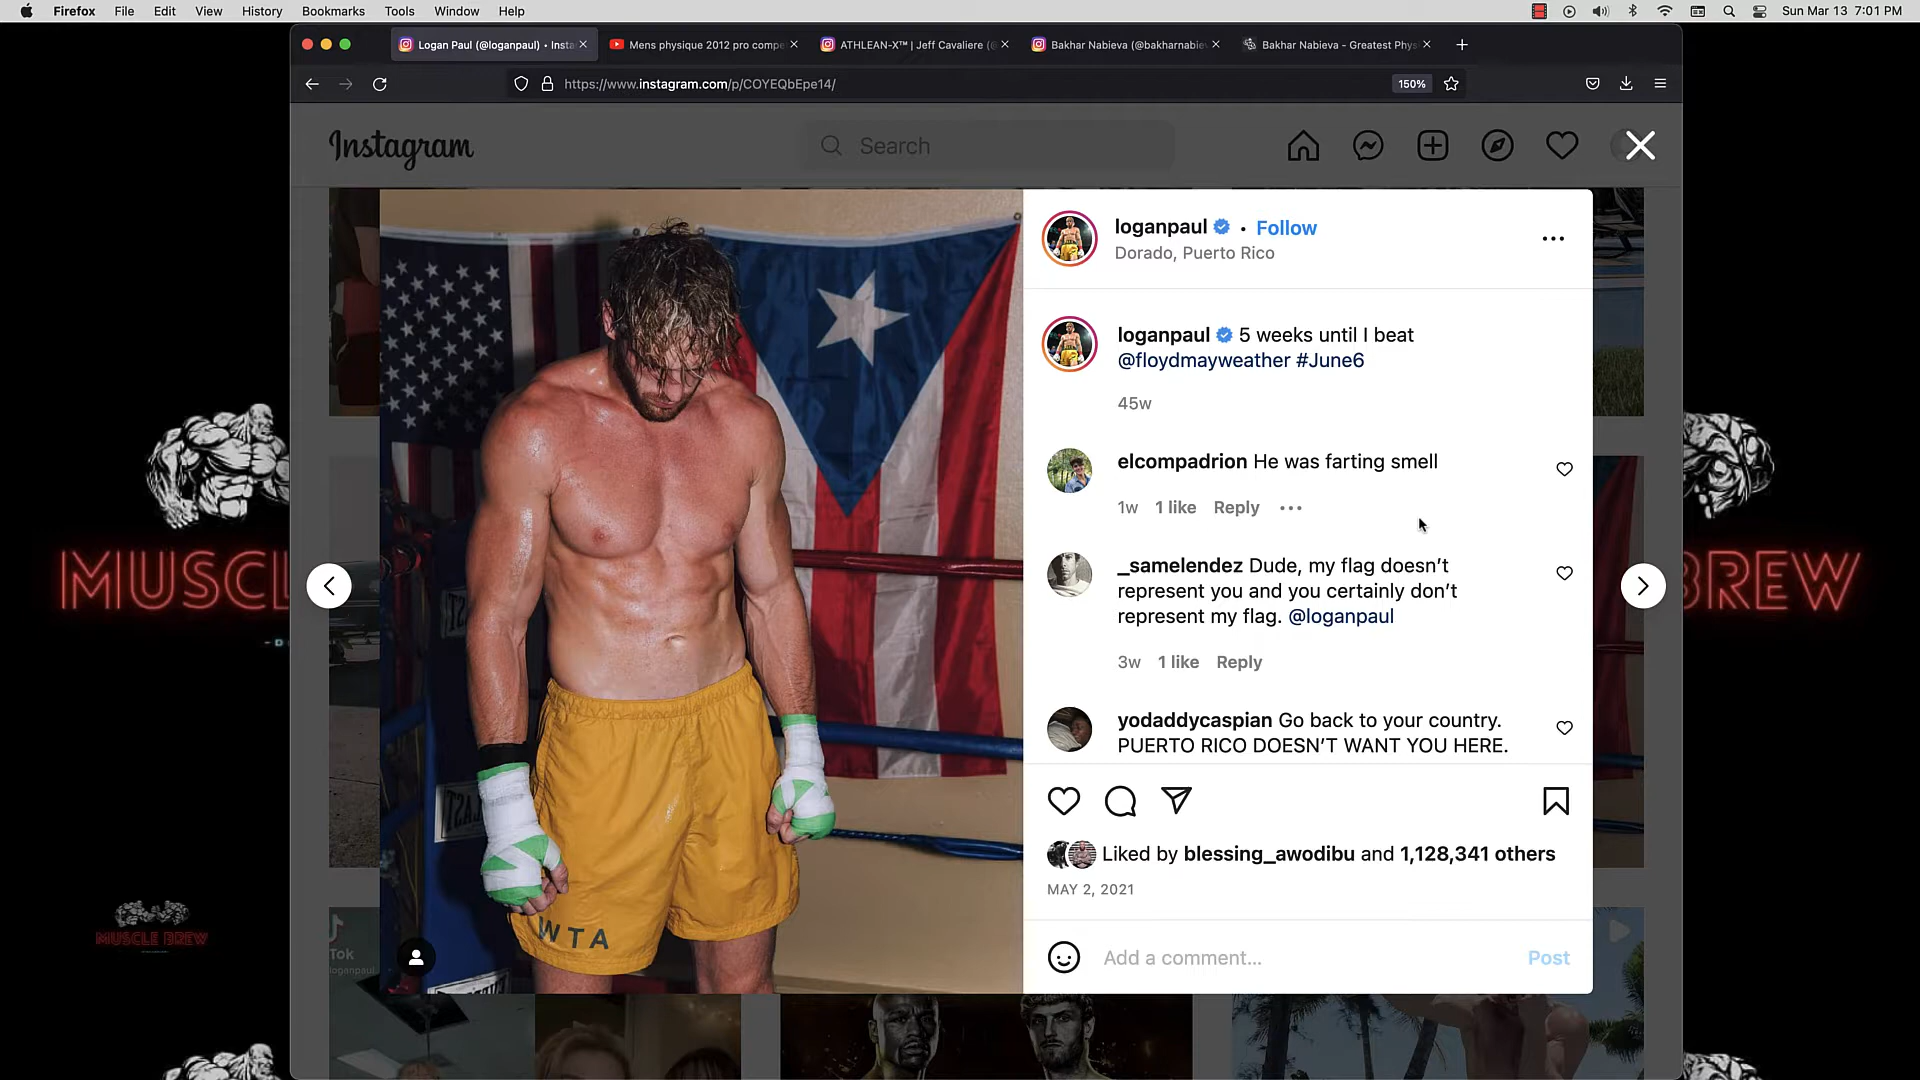 Firefox File Edit View History Bookmarks Tools Window Help Sun Mar 13 7:01 PM
Logan Paul (@loganpaul) • Insta
Mens physique 2012 pro compe
ATHLEAN-X™ | Jeff Cavaliere (
Bakhar Nabieva (@bakharnabie
Bakhar Nabieva - Greatest Phys
https://www.instagram.com/p/COYEQbEpe14/
150%
Instagram
Search
loganpaul • Follow
Dorado, Puerto Rico
loganpaul 5 weeks until I beat
@floydmayweather #June6
45w
elcompadrion He was farting smell
1w 1 like Reply
_samelendez Dude, my flag doesn’t
represent you and you certainly don’t
represent my flag. @loganpaul
3w 1 like Reply
yodaddycaspian Go back to your country.
PUERTO RICO DOESN’T WANT YOU HERE.
Liked by blessing_awodibu and 1,128,341 others
MAY 2, 2021
Add a comment...
Post
WTA
MUSCL
BREW
MUSCLE BREW
Tok
loganpaul